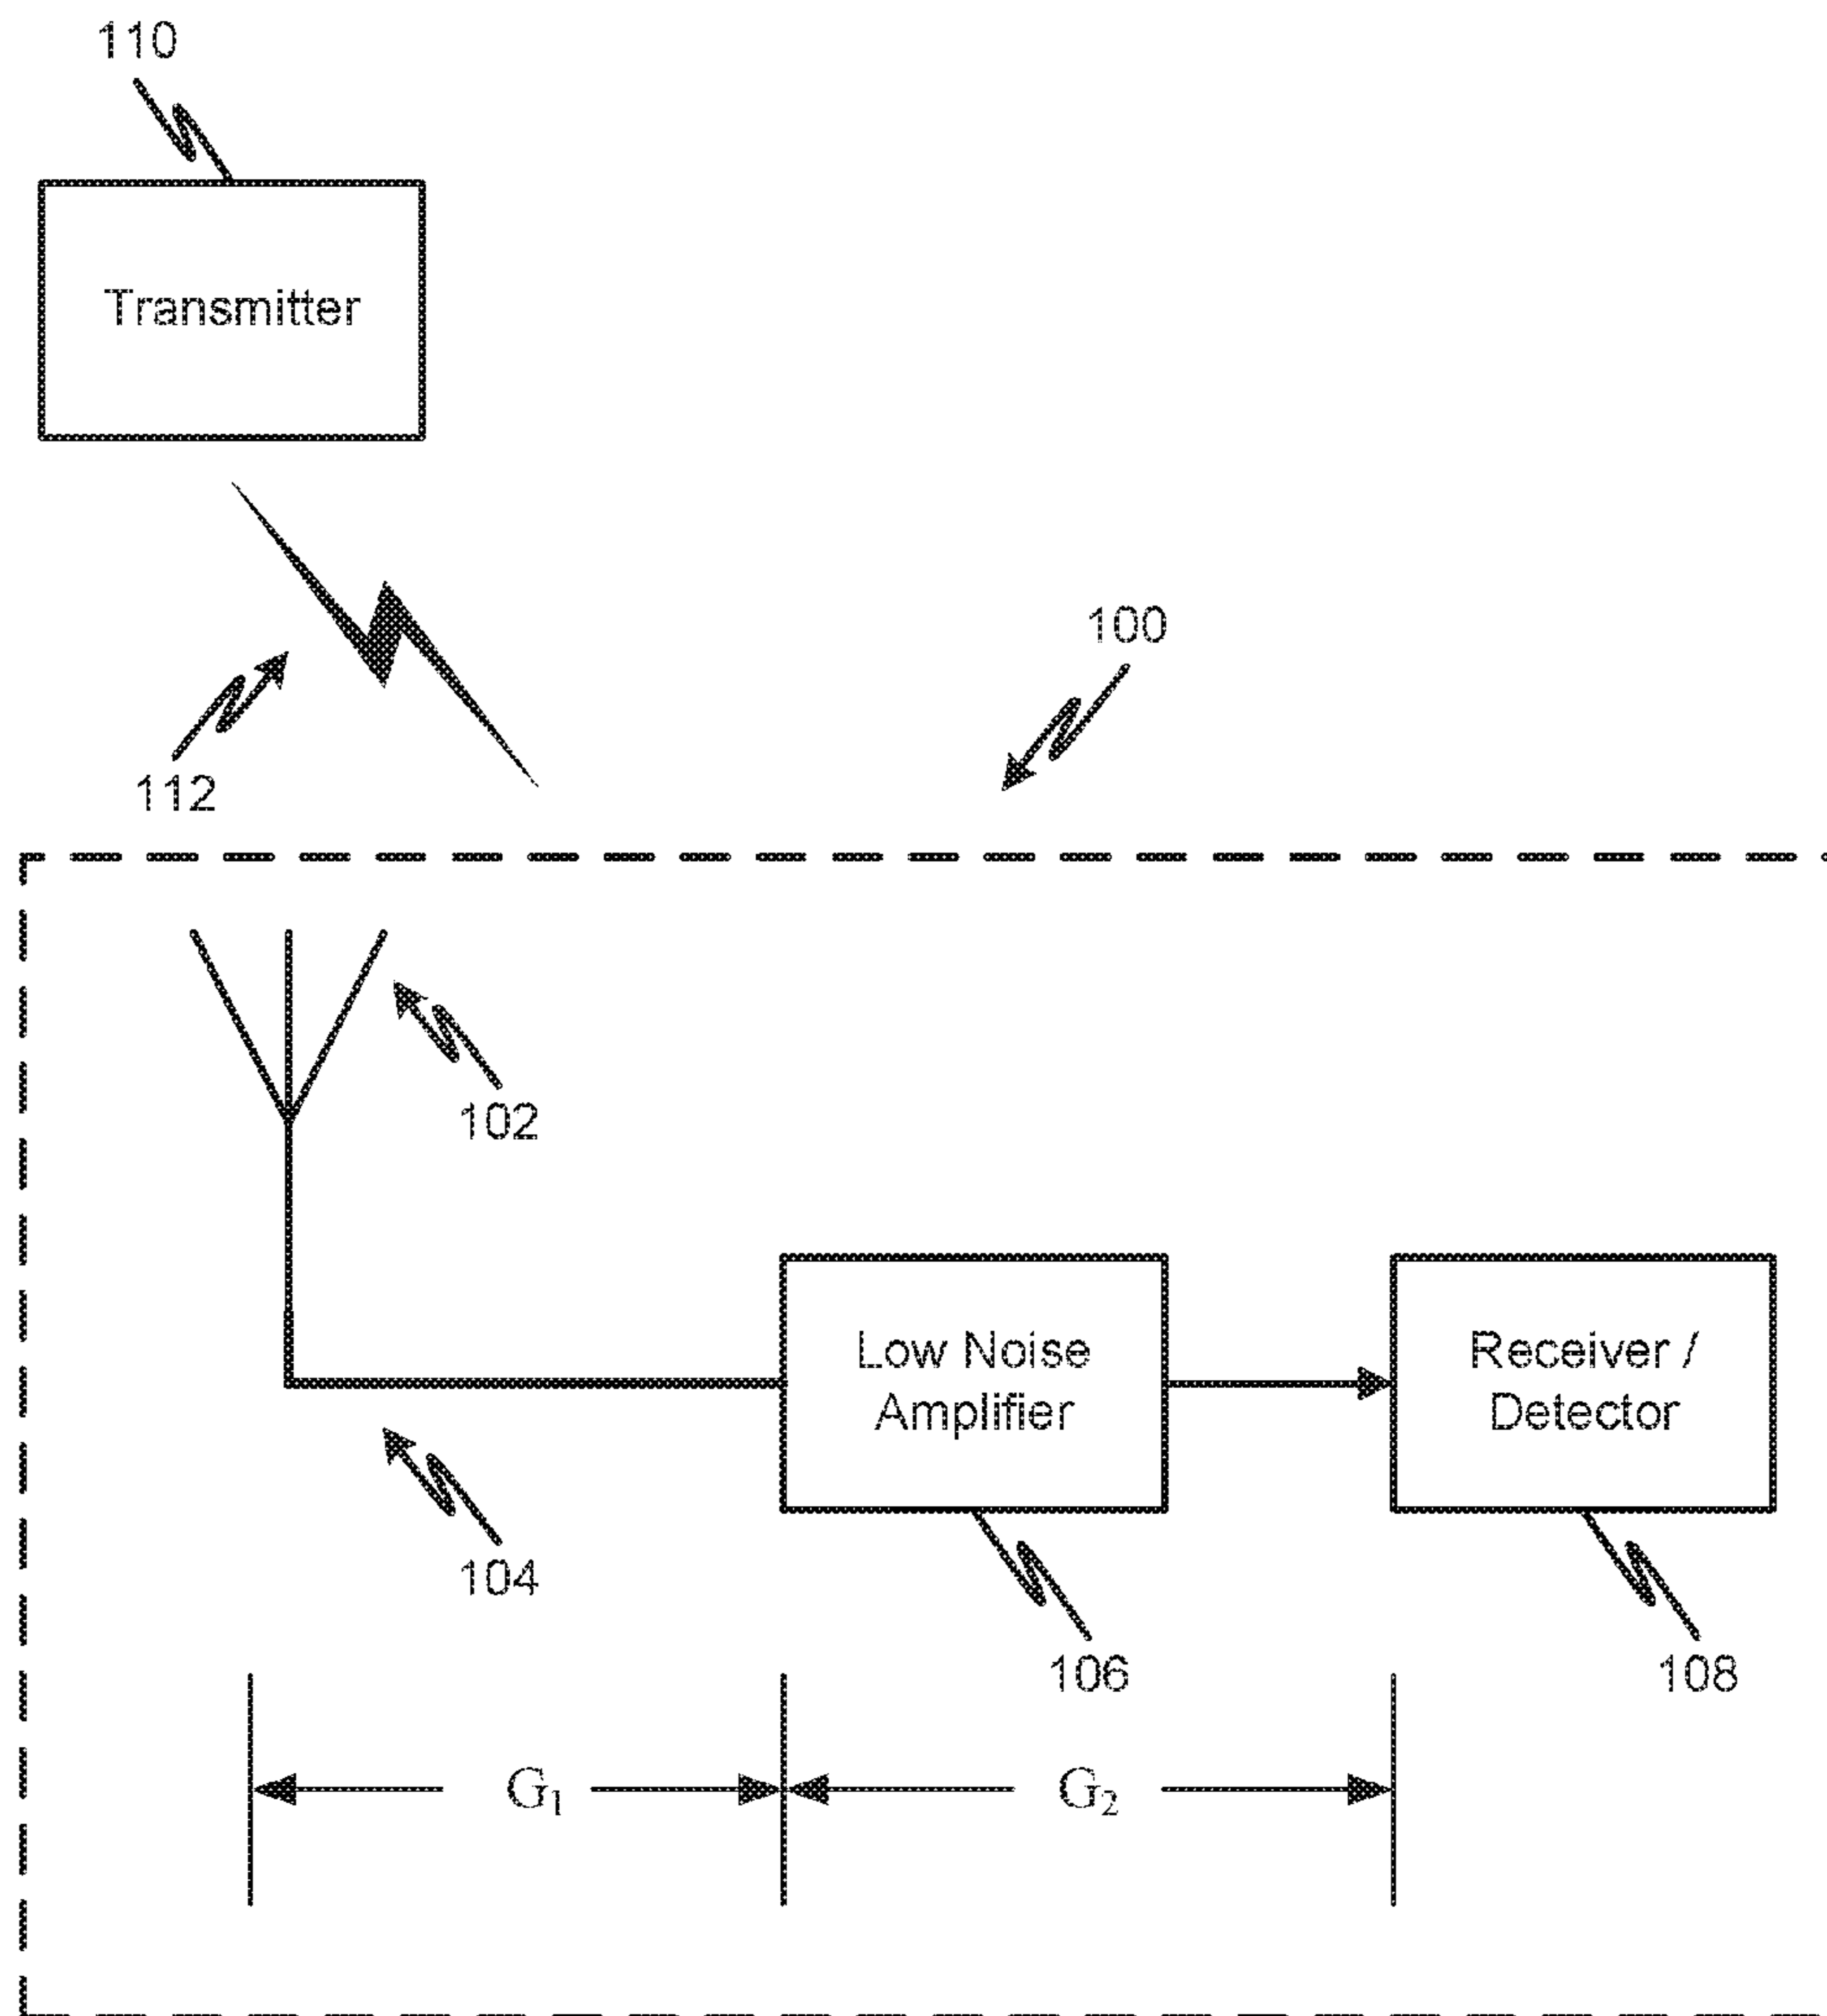 110
Transmitter
100
112
102
Low Noise
Amplifier
Receiver /
Detector
104
106
108
G₁
G₂